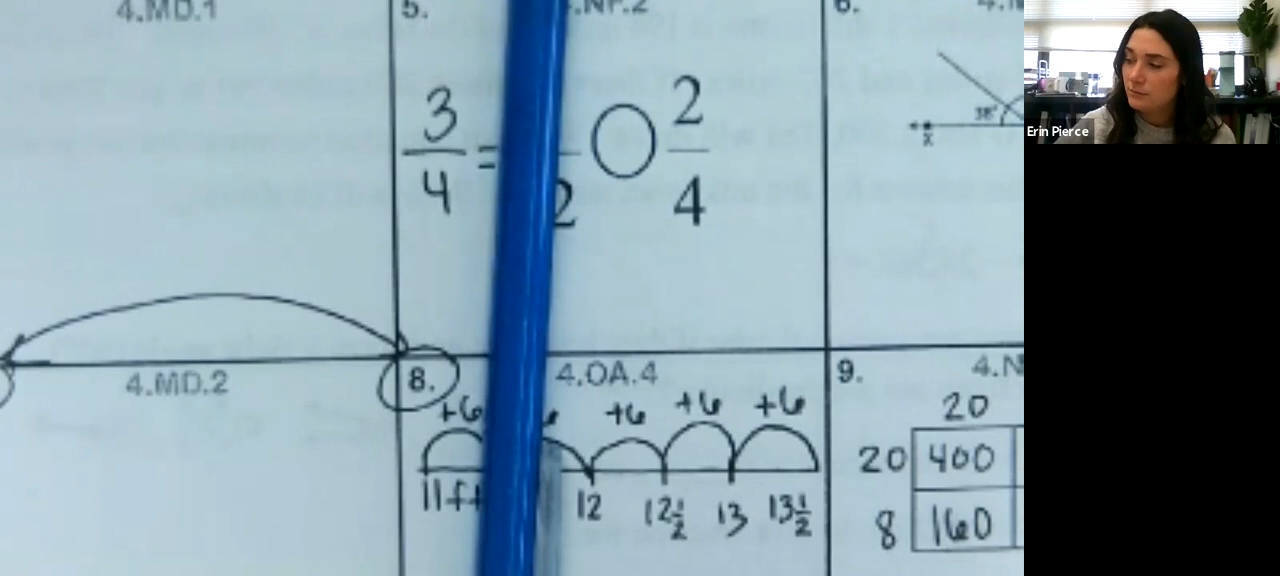 4.MD.1
5.
.NF.2
6.
3/4 =
2
2/4
38°
X
4.MD.2
8.
4.OA.4
9.
4.N
+6
+6
+6
+6
11ft
12
12½
13
13½
20
20
400
8
160
Erin Pierce